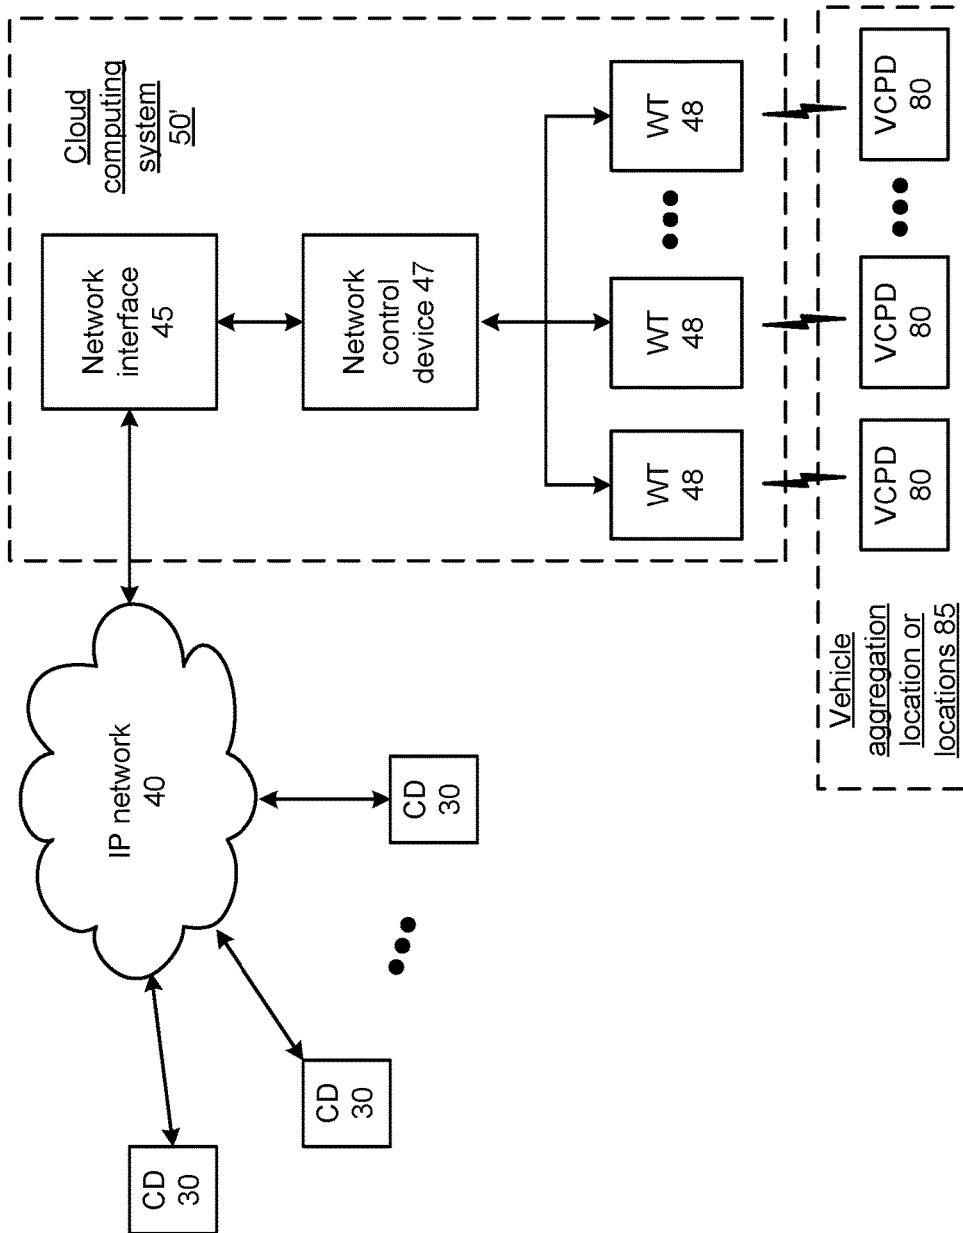 Cloud
computing
system
50'
Network
interface
45
Network
control
device 47
WT
48
WT
48
WT
48
VCPD
80
VCPD
80
VCPD
80
Vehicle
aggregation
location or
locations 85
IP network
40
CD
30
CD
30
CD
30